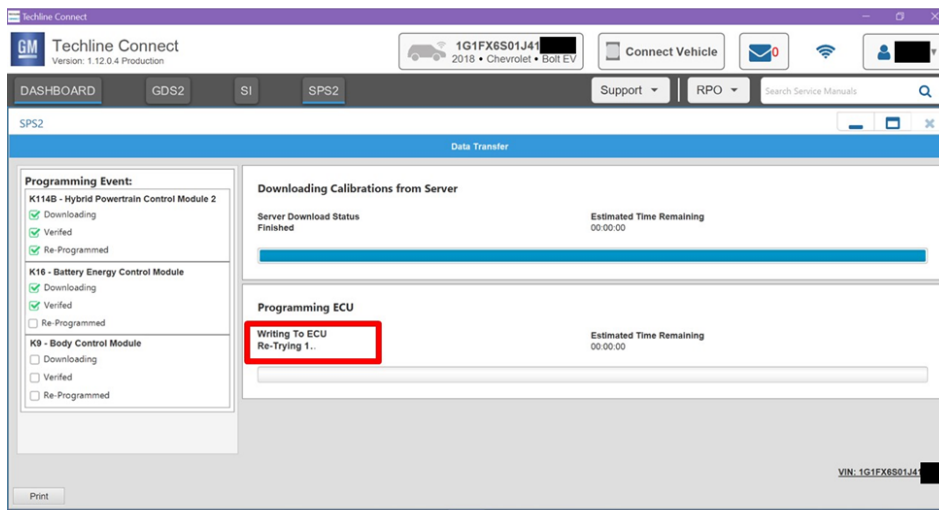 Techline Connect
GM Techline Connect
Version: 1.12.0.4 Production
1G1FX6S01J41
2018 • Chevrolet • Bolt EV
Connect Vehicle
0
DASHBOARD GDS2 SI SPS2
Support RPO Search Service Manuals
SPS2
Data Transfer
Programming Event:
K114B - Hybrid Powertrain Control Module 2
Downloading
Verifed
Re-Programmed
K16 - Battery Energy Control Module
Downloading
Verifed
Re-Programmed
K9 - Body Control Module
Downloading
Verifed
Re-Programmed
Downloading Calibrations from Server
Server Download Status
Finished
Estimated Time Remaining
00:00:00
Programming ECU
Writing To ECU
Re-Trying 1..
Estimated Time Remaining
00:00:00
VIN: 1G1FX6S01J41
Print